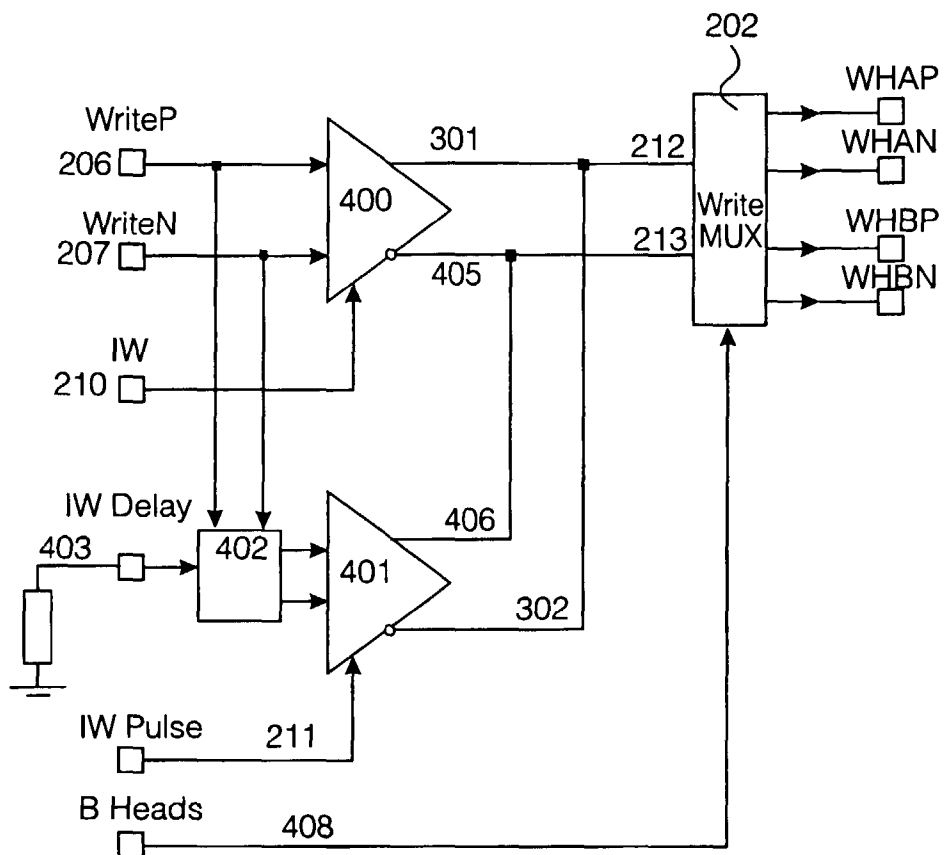 202
WHAP
WriteP
206
301
212
WHAN
400
Write
MUX
WriteN
207
405
213
WHBP
WHBN
IW
210
IW Delay
403
402
401
406
302
IW Pulse
211
B Heads
408